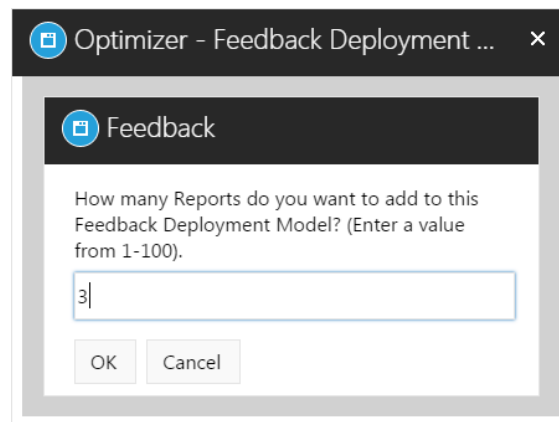 Optimizer - Feedback Deployment ...
Feedback
How many Reports do you want to add to this
Feedback Deployment Model? (Enter a value
from 1-100).
3
OK Cancel